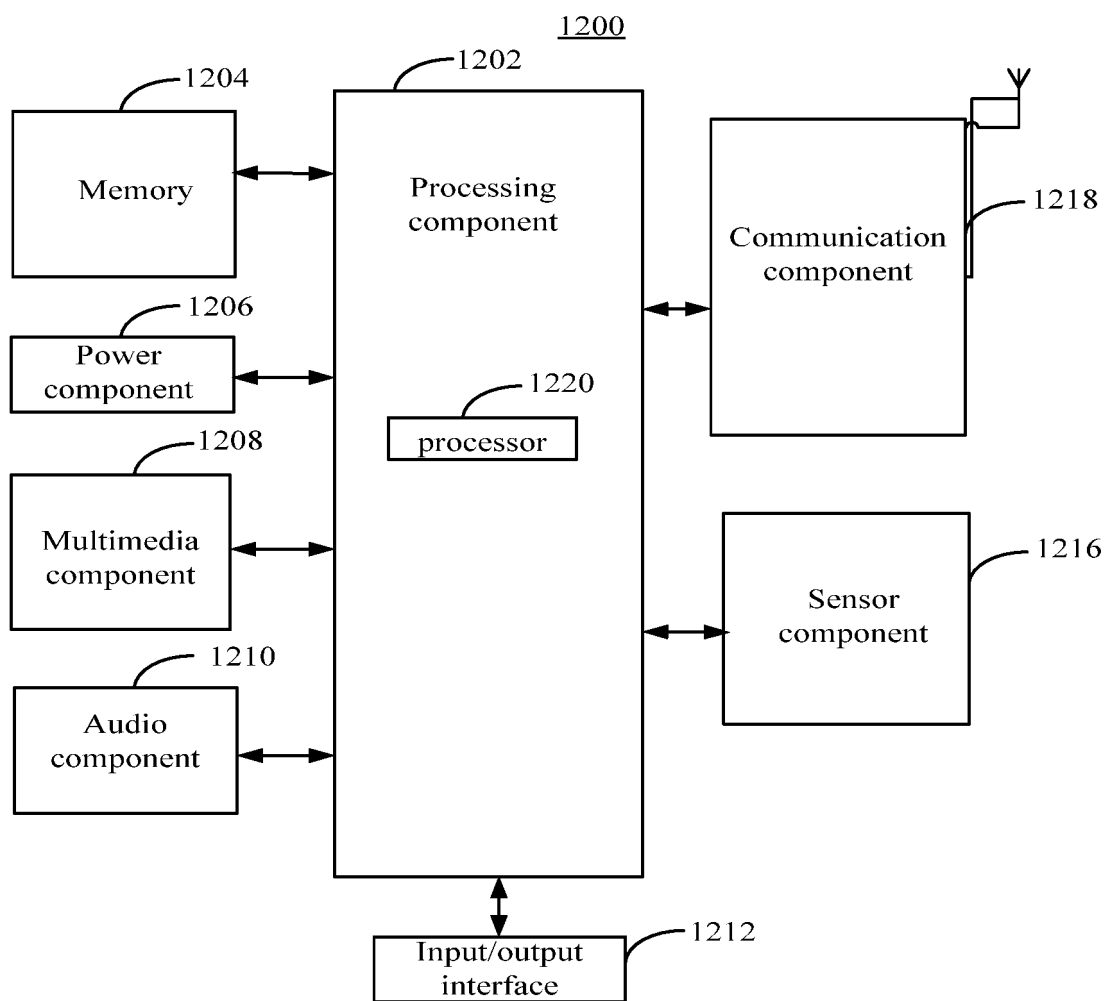 1200
1202
1204
Memory
Processing
component
Communication
component
1218
1206
Power
component
1220
processor
1208
Multimedia
component
1216
Sensor
component
1210
Audio
component
1212
Input/output
interface